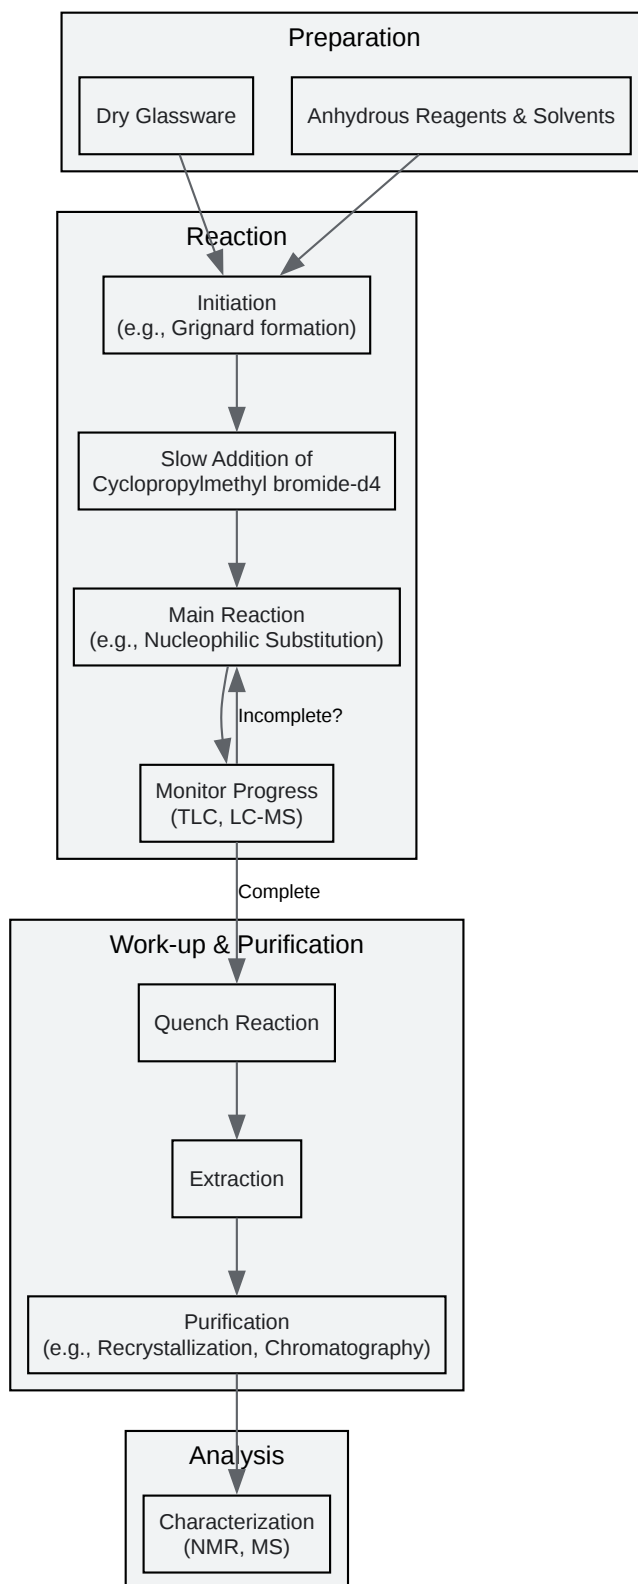 Preparation
Dry Glassware
Anhydrous Reagents & Solvents
Reaction
Initiation
(e.g., Grignard formation)
Slow Addition of
Cyclopropylmethyl bromide-d4
Main Reaction
(e.g., Nucleophilic Substitution)
Incomplete?
Monitor Progress
(TLC, LC-MS)
Complete
Work-up & Purification
Quench Reaction
Extraction
Purification
(e.g., Recrystallization, Chromatography)
Analysis
Characterization
(NMR, MS)